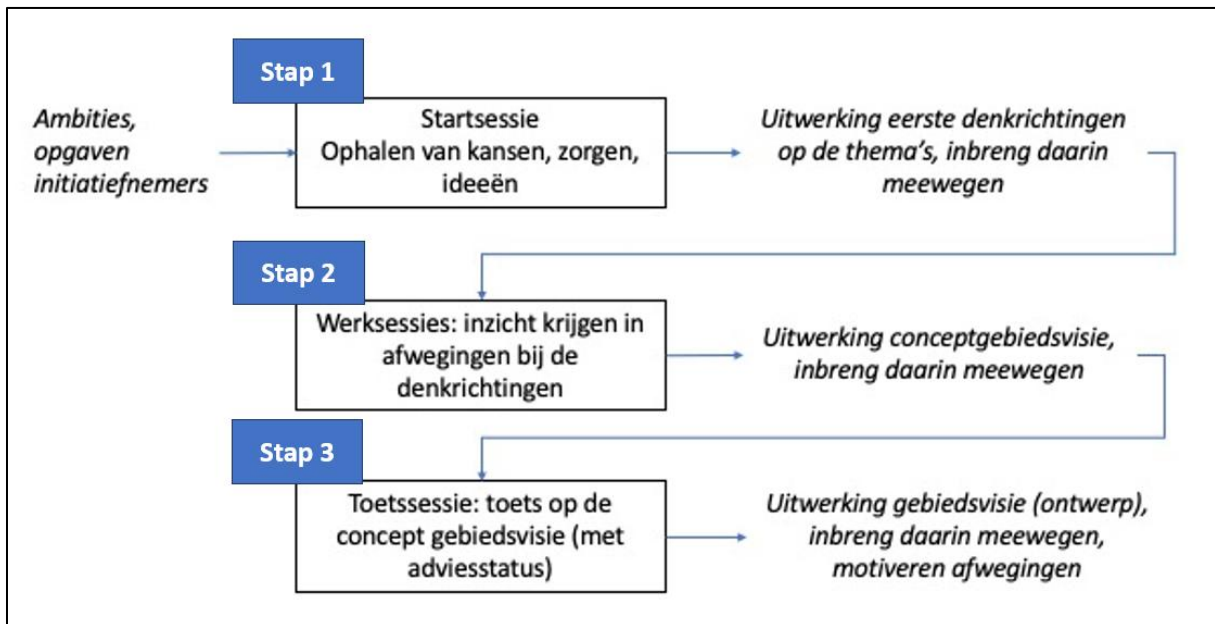 Stap 1
Ambities,
opgaven
initiatiefnemers
Startsessie
Ophalen van kansen, zorgen,
ideeën
Uitwerking eerste denkrichtingen
op de thema's, inbreng daarin
meewegen
Stap 2
Werksessies: inzicht krijgen in
afwegingen bij de
denkrichtingen
Uitwerking conceptgebiedsvisie,
inbreng daarin meewegen
Stap 3
Toetssessie: toets op de
concept gebiedsvisie (met
adviesstatus)
Uitwerking gebiedsvisie (ontwerp),
inbreng daarin meewegen,
motiveren afwegingen